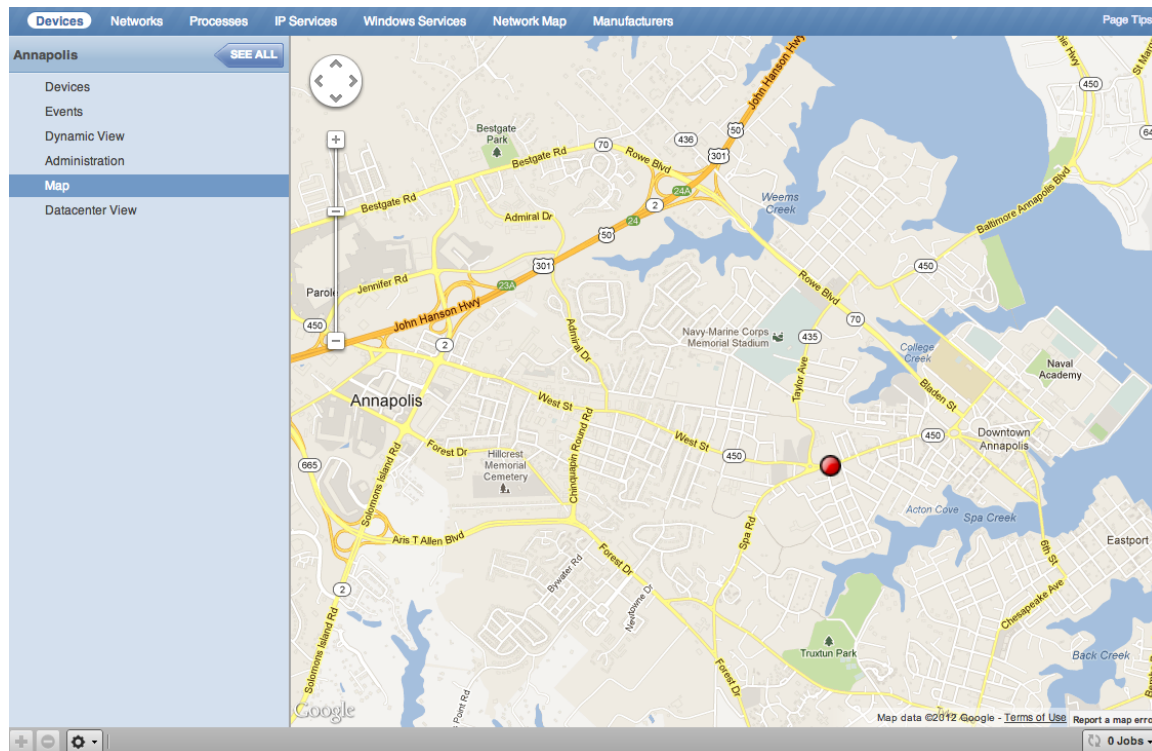 Devices Networks Processes IP Services Windows Services Network Map Manufacturers Page Tips
Annapolis SEE ALL
Devices
Events
Dynamic View
Administration
Map
Datacenter View
John Hanson Hwy
450
50
301
Bestgate
Park
436
70
Bestgate Rd
Rowe Blvd
24A
Weems
Creek
Baltimore Annapolis Blvd
Bestgate Rd
2
Admiral Dr
24
50
301
450
Jennifer Rd
23A
Parole
John Hanson Hwy
Rowe Blvd
450
70
Navy-Marine Corps
Memorial Stadium
435
Admiral Dr
2
College
Creek
Naval
Academy
Taylor Ave
Bladen St
Annapolis
West St
Chinquapin Round Rd
West St
450
450
Downtown
Annapolis
Forest Dr
Hillcrest
Memorial
Cemetery
665
Solomons Island Rd
Acton Cove
Spa Creek
Spa Rd
Aris T Allen Blvd
Forest Dr
6th St
Eastport
Bywater Rd
Newtowne Dr
2
Chesapeake Ave
Solomons Island Rd
Truxtun Park
Back Creek
Forest Dr
Point Rd
Google
Map data ©2012 Google - Terms of Use Report a map erro
0 Jobs